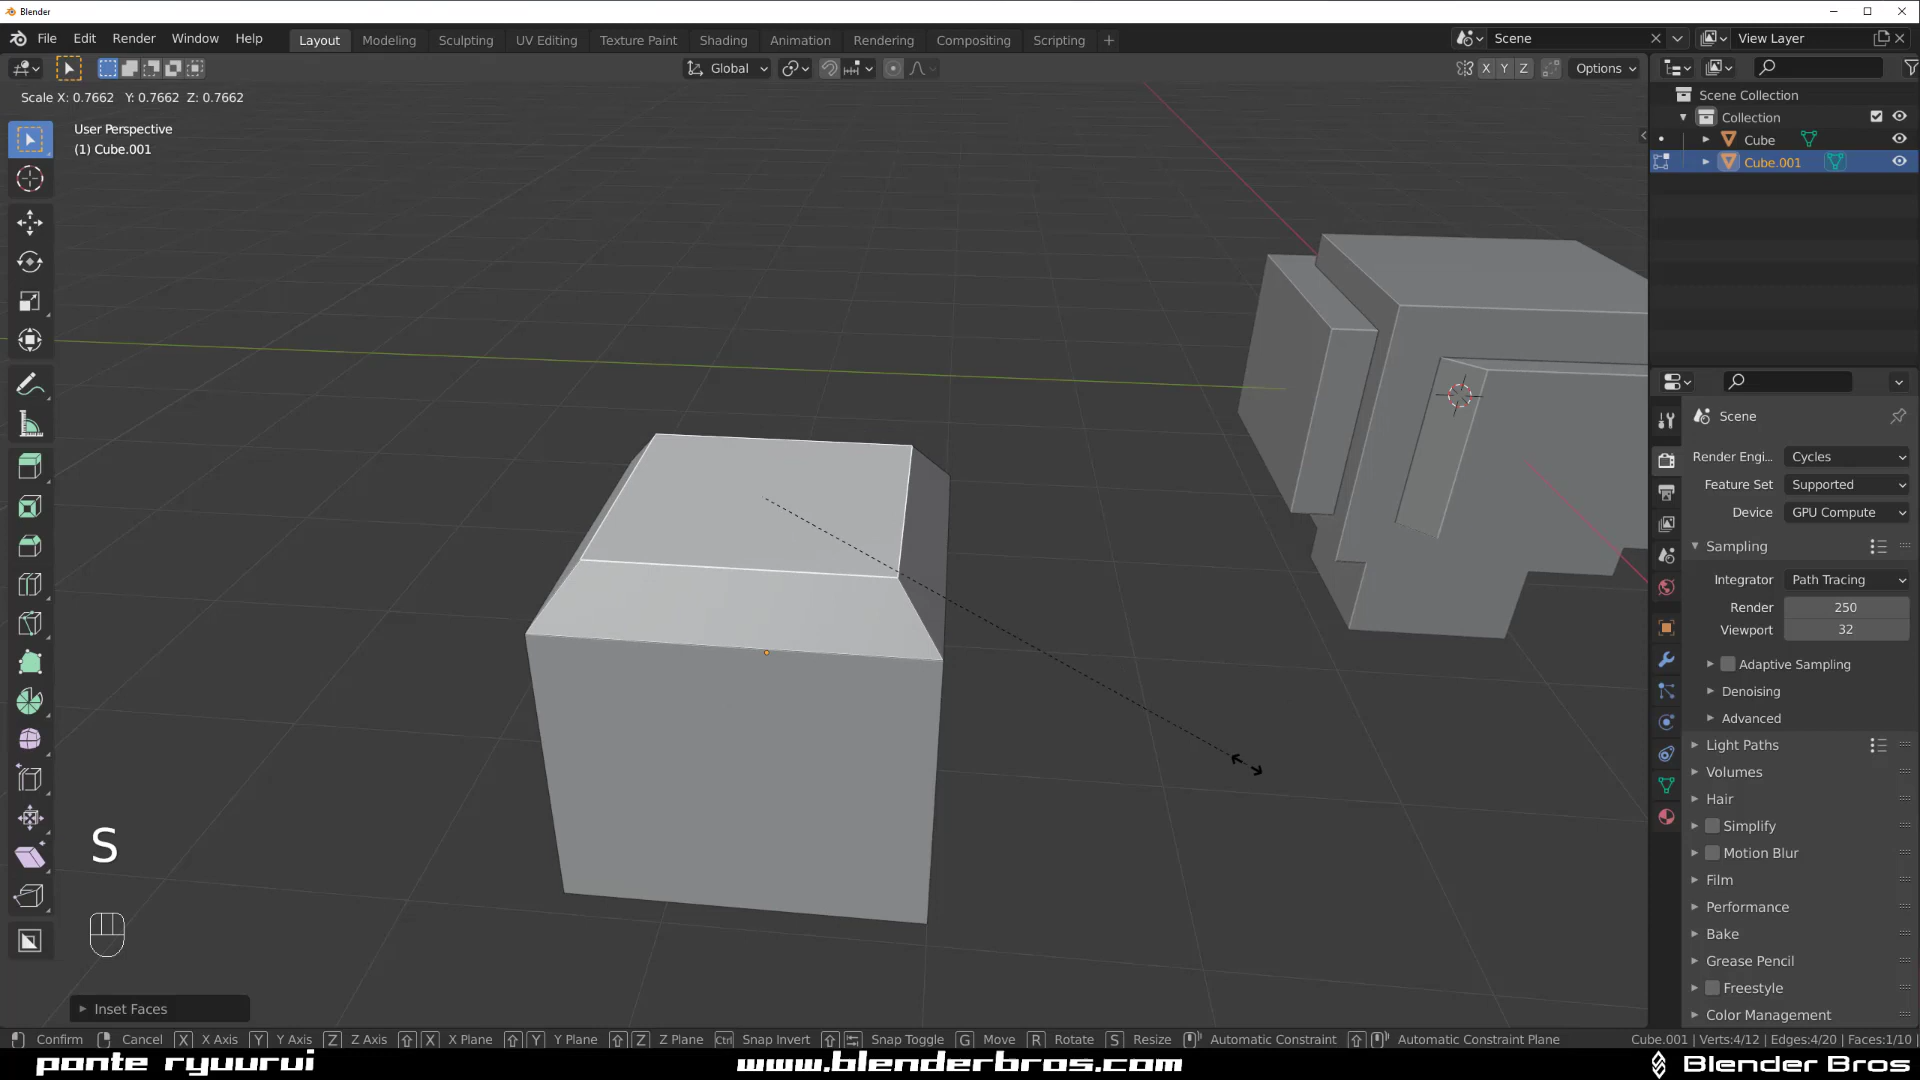 Blender
File Edit Render Window Help Layout Modeling Sculpting UV Editing Texture Paint Shading Animation Rendering Compositing Scripting + Scene View Layer
Global X Y Z Options
Scale X: 0.7662 Y: 0.7662 Z: 0.7662
User Perspective
(1) Cube.001
Scene Collection
Collection
Cube
Cube.001
Scene
Render Engi... Cycles
Feature Set Supported
Device GPU Compute
Sampling
Integrator Path Tracing
Render 250
Viewport 32
Adaptive Sampling
Denoising
Advanced
Light Paths
Volumes
Hair
Simplify
Motion Blur
Film
Performance
Bake
Grease Pencil
Freestyle
Color Management
S
Inset Faces
Confirm Cancel X X Axis Y Y Axis Z Z Axis X X Plane Y Y Plane Z Z Plane Ctrl Snap Invert Snap Toggle G Move R Rotate S Resize Automatic Constraint Automatic Constraint Plane Cube.001 | Verts:4/12 | Edges:4/20 | Faces:1/10
ponte ryuurui www.blenderbros.com Blender Bros